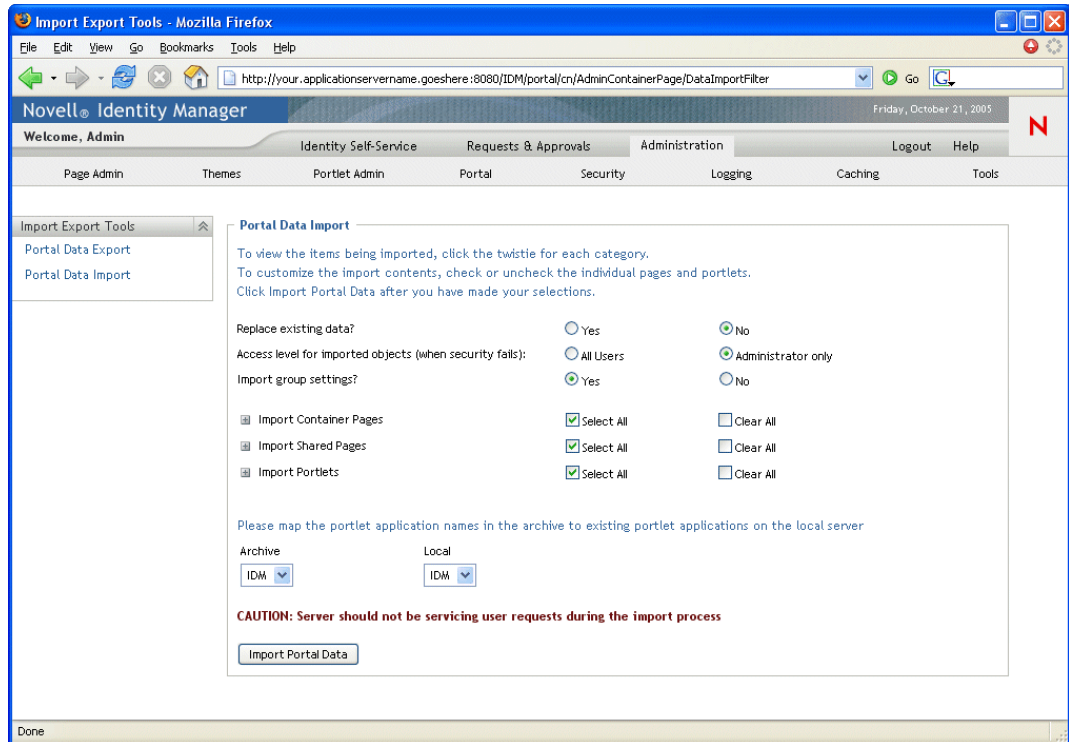 Import Export Tools - Mozilla Firefox
File Edit View Go Bookmarks Tools Help
http://your.applicationservername.goeshere:8080/IDM/portal/cn/AdminContainerPage/DataImportFilter Go G
Novell® Identity Manager Friday, October 21, 2005
N
Welcome, Admin
Identity Self-Service Requests & Approvals Administration Logout Help
Page Admin Themes Portlet Admin Portal Security Logging Caching Tools
Import Export Tools
Portal Data Export
Portal Data Import
Portal Data Import
To view the items being imported, click the twistie for each category.
To customize the import contents, check or uncheck the individual pages and portlets.
Click Import Portal Data after you have made your selections.
Replace existing data? Yes No
Access level for imported objects (when security fails): All Users Administrator only
Import group settings? Yes No
Import Container Pages Select All Clear All
Import Shared Pages Select All Clear All
Import Portlets Select All Clear All
Please map the portlet application names in the archive to existing portlet applications on the local server
Archive Local
IDM IDM
CAUTION: Server should not be servicing user requests during the import process
Import Portal Data
Done